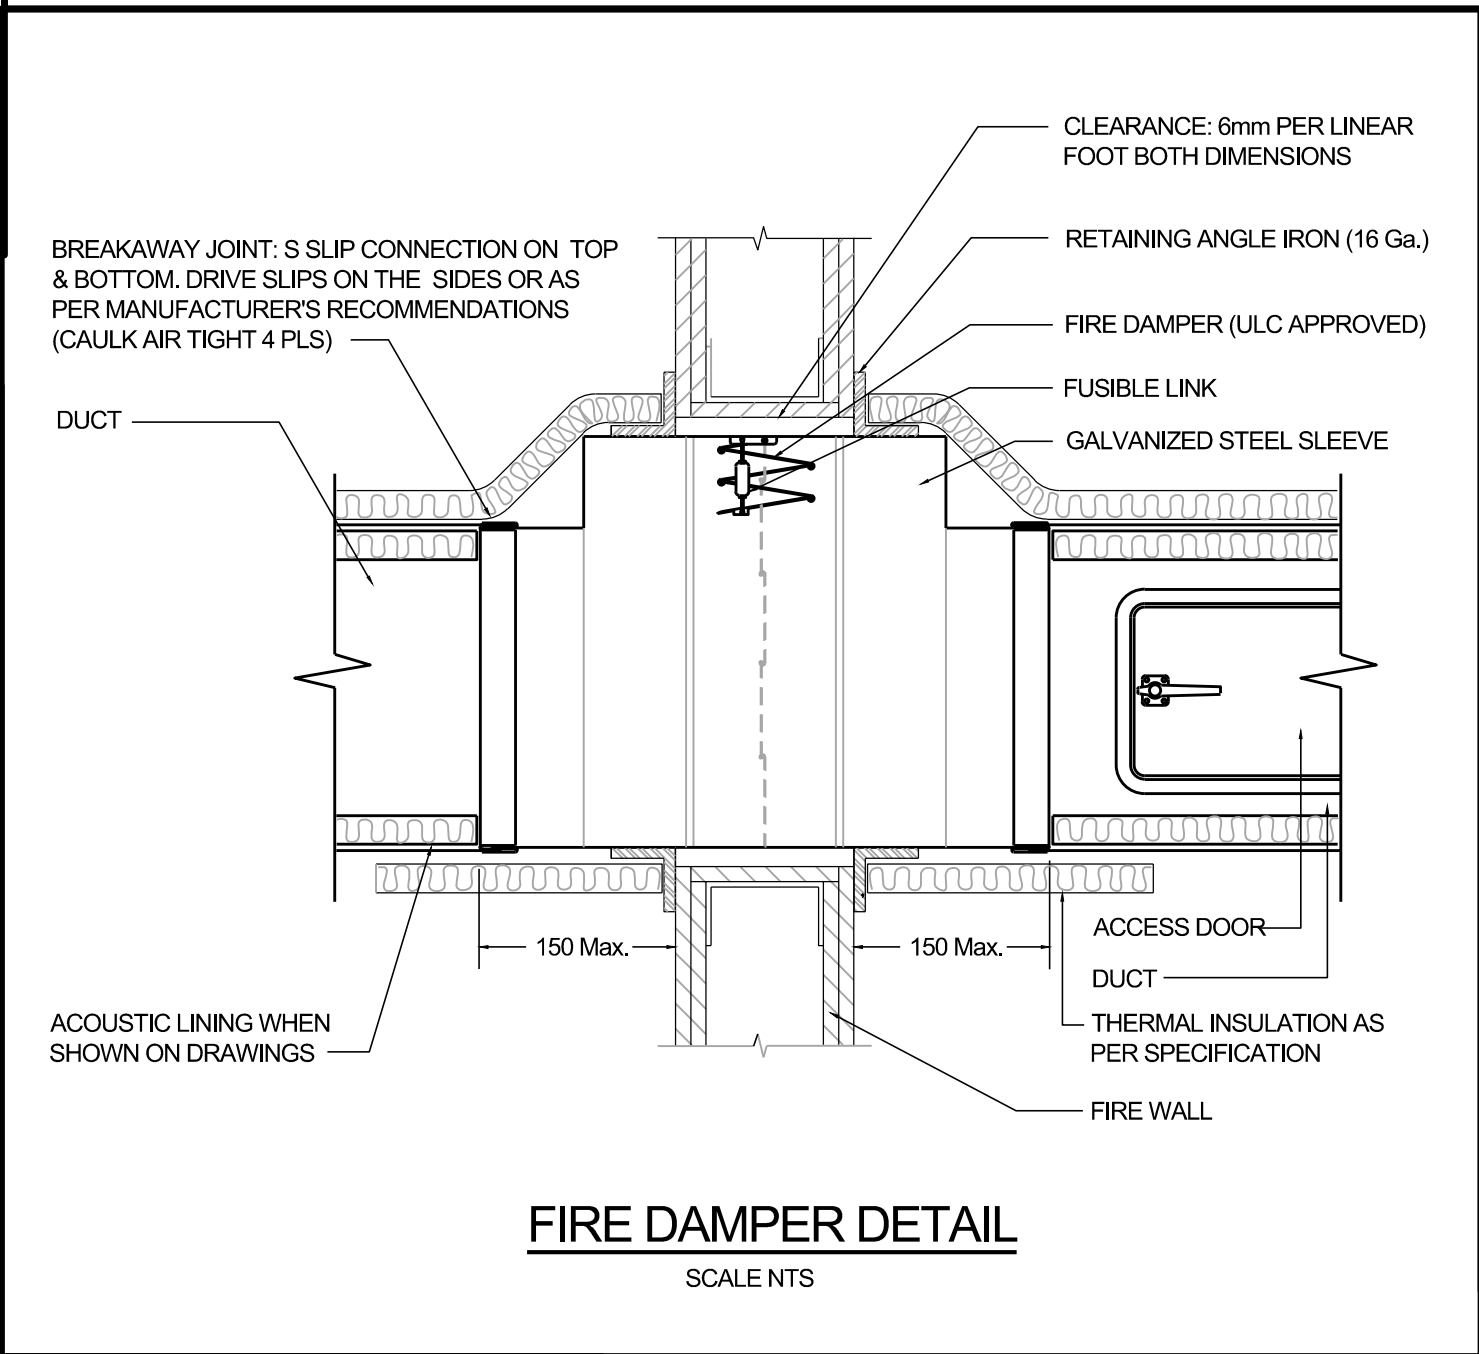 CLEARANCE: 6mm PER LINEAR
FOOT BOTH DIMENSIONS
BREAKAWAY JOINT: S SLIP CONNECTION ON TOP
& BOTTOM. DRIVE SLIPS ON THE SIDES OR AS
PER MANUFACTURER'S RECOMMENDATIONS
(CAULK AIR TIGHT 4 PLS)
RETAINING ANGLE IRON (16 Ga.)
FIRE DAMPER (ULC APPROVED)
FUSIBLE LINK
DUCT
GALVANIZED STEEL SLEEVE
150 Max.
150 Max.
ACCESS DOOR
DUCT
ACOUSTIC LINING WHEN
SHOWN ON DRAWINGS
THERMAL INSULATION AS
PER SPECIFICATION
FIRE WALL
FIRE DAMPER DETAIL
SCALE NTS